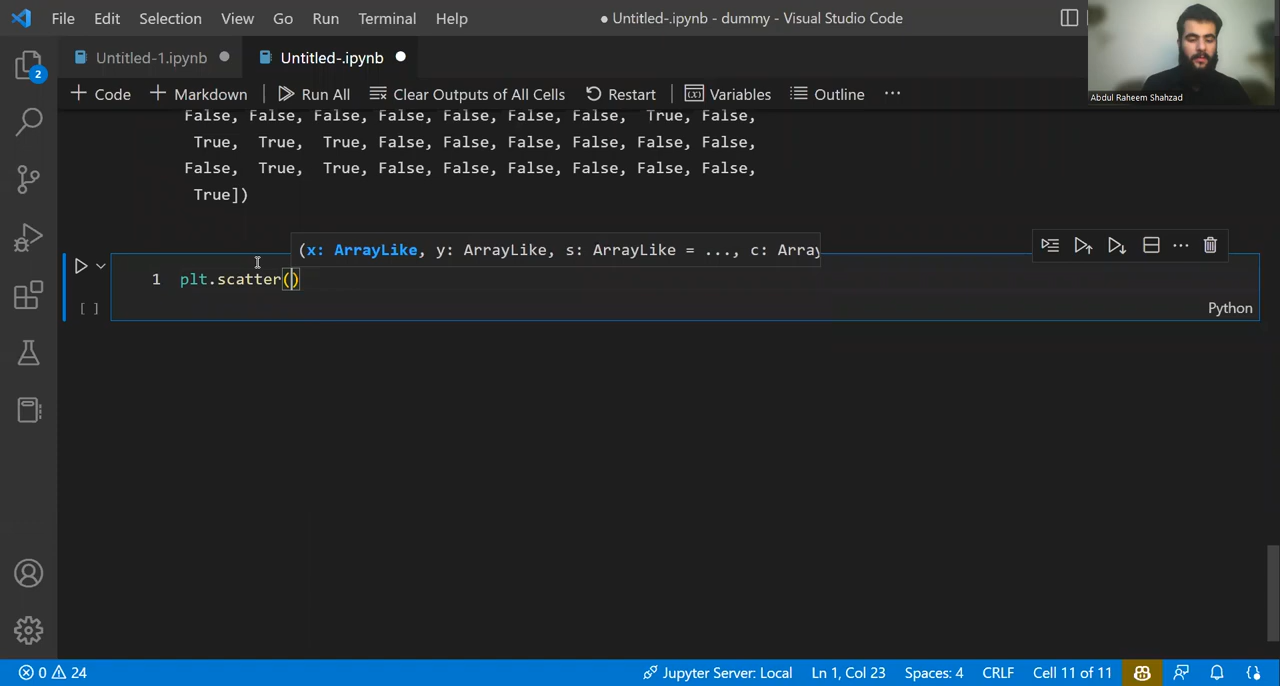 File Edit Selection View Go Run Terminal Help ● Untitled-.ipynb - dummy - Visual Studio Code
Abdul Raheem Shahzad
2
Untitled-1.ipynb Untitled-.ipynb
+ Code + Markdown Run All Clear Outputs of All Cells Restart Variables Outline ···
False, False, False, False, False, False, False, True, False,
True, True, True, False, False, False, False, False, False,
False, True, True, False, False, False, False, False, False,
True])
(x: ArrayLike, y: ArrayLike, s: ArrayLike = ..., c: Array
1 plt.scatter()
[ ]
Python
0 24 Jupyter Server: Local Ln 1, Col 23 Spaces: 4 CRLF Cell 11 of 11